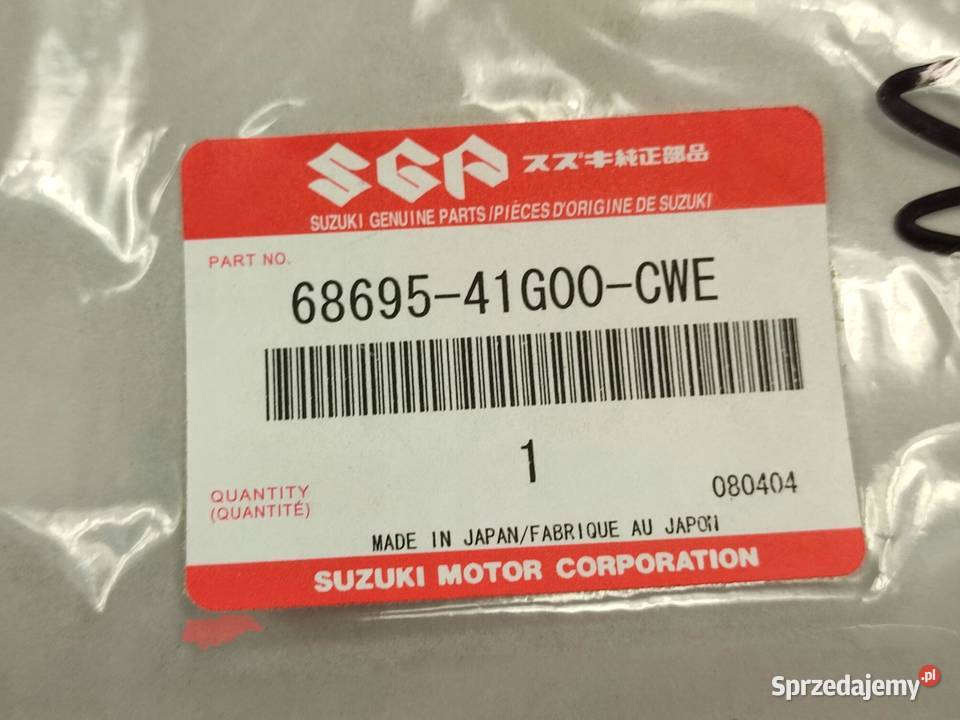 SGP スズキ純正部品
SUZUKI GENUINE PARTS/PIÈCES D'ORIGINE DE SUZUKI
PART NO.
68695-41G00-CWE
1
QUANTITY
(QUANTITÉ)
080404
MADE IN JAPAN/FABRIQUE AU JAPON
SUZUKI MOTOR CORPORATION
Sprzedajemy.pl